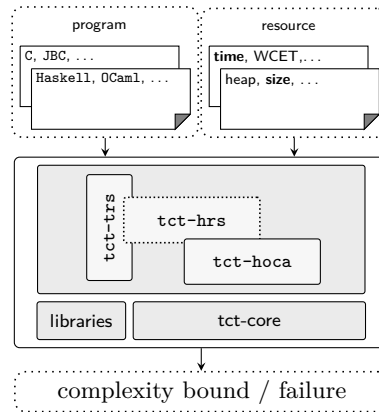 program
resource
C, JBC, ...
time, WCET,...
Haskell, OCaml, ...
heap, size, ...
tct-trs
tct-hrs
tct-hoca
libraries
tct-core
complexity bound / failure